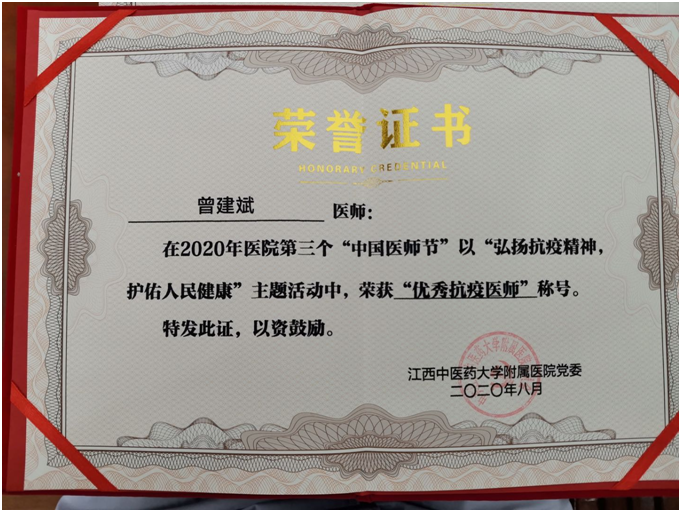 荣誉证书
HONORARY CREDENTIAL
曾建斌 医师：
在2020年医院第三个“中国医师节”以“弘扬抗疫精神，
护佑人民健康”主题活动中，荣获“优秀抗疫医师”称号。
特发此证，以资鼓励。
江西中医药大学附属医院党委
二〇二〇年八月